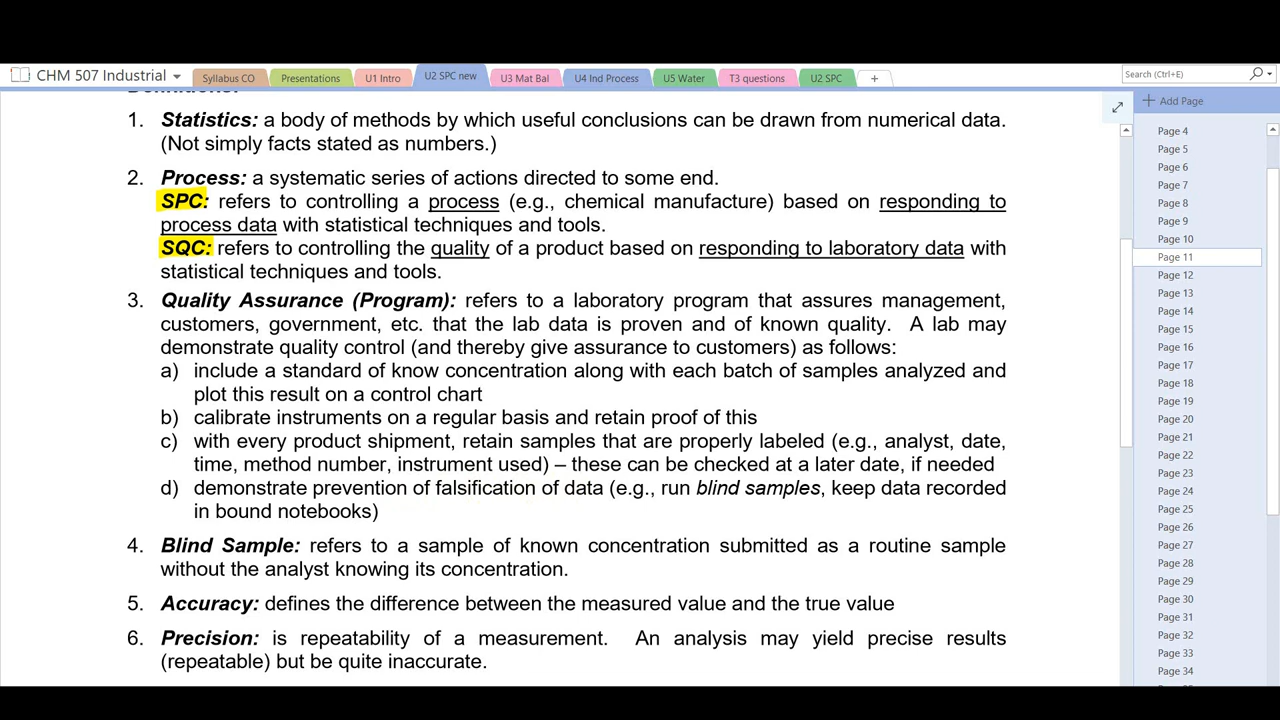 CHM 507 Industrial
Syllabus CO
Presentations
U1 Intro
U2 SPC new
U3 Mat Bal
U4 Ind Process
U5 Water
T3 questions
U2 SPC
Search (Ctrl+E)
Add Page
Definitions:
1. Statistics: a body of methods by which useful conclusions can be drawn from numerical data.
(Not simply facts stated as numbers.)
2. Process: a systematic series of actions directed to some end.
SPC: refers to controlling a process (e.g., chemical manufacture) based on responding to
process data with statistical techniques and tools.
SQC: refers to controlling the quality of a product based on responding to laboratory data with
statistical techniques and tools.
3. Quality Assurance (Program): refers to a laboratory program that assures management,
customers, government, etc. that the lab data is proven and of known quality. A lab may
demonstrate quality control (and thereby give assurance to customers) as follows:
a) include a standard of know concentration along with each batch of samples analyzed and
plot this result on a control chart
b) calibrate instruments on a regular basis and retain proof of this
c) with every product shipment, retain samples that are properly labeled (e.g., analyst, date,
time, method number, instrument used) – these can be checked at a later date, if needed
d) demonstrate prevention of falsification of data (e.g., run blind samples, keep data recorded
in bound notebooks)
4. Blind Sample: refers to a sample of known concentration submitted as a routine sample
without the analyst knowing its concentration.
5. Accuracy: defines the difference between the measured value and the true value
6. Precision: is repeatability of a measurement. An analysis may yield precise results
(repeatable) but be quite inaccurate.
Page 4
Page 5
Page 6
Page 7
Page 8
Page 9
Page 10
Page 11
Page 12
Page 13
Page 14
Page 15
Page 16
Page 17
Page 18
Page 19
Page 20
Page 21
Page 22
Page 23
Page 24
Page 25
Page 26
Page 27
Page 28
Page 29
Page 30
Page 31
Page 32
Page 33
Page 34